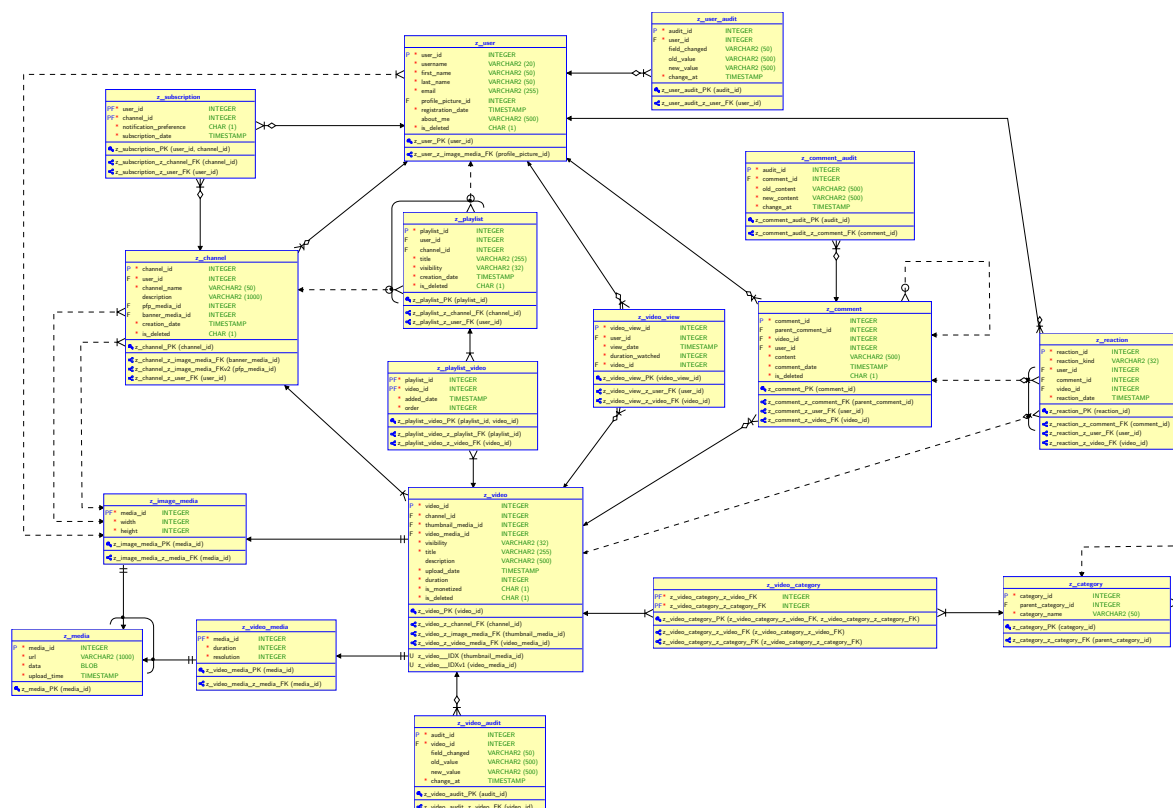 z_user_audit
P * audit_id INTEGER
F * user_id INTEGER
field_changed VARCHAR2 (50)
old_value VARCHAR2 (500)
new_value VARCHAR2 (500)
* change_at TIMESTAMP
z_user_audit_PK (audit_id)
z_user_audit_z_user_FK (user_id)
z_user
P * user_id INTEGER
* username VARCHAR2 (20)
* first_name VARCHAR2 (50)
* last_name VARCHAR2 (50)
* email VARCHAR2 (255)
F profile_picture_id INTEGER
* registration_date TIMESTAMP
about_me VARCHAR2 (500)
* is_deleted CHAR (1)
z_user_PK (user_id)
z_user_z_image_media_FK (profile_picture_id)
z_subscription
PF* user_id INTEGER
PF* channel_id INTEGER
* notification_preference CHAR (1)
* subscription_date TIMESTAMP
z_subscription_PK (user_id, channel_id)
z_subscription_z_channel_FK (channel_id)
z_subscription_z_user_FK (user_id)
z_comment_audit
P * audit_id INTEGER
F * comment_id INTEGER
* old_content VARCHAR2 (500)
* new_content VARCHAR2 (500)
* change_at TIMESTAMP
z_comment_audit_PK (audit_id)
z_comment_audit_z_comment_FK (comment_id)
z_playlist
P * playlist_id INTEGER
F user_id INTEGER
F channel_id INTEGER
* title VARCHAR2 (255)
* visibility VARCHAR2 (32)
* creation_date TIMESTAMP
* is_deleted CHAR (1)
z_playlist_PK (playlist_id)
z_playlist_z_channel_FK (channel_id)
z_playlist_z_user_FK (user_id)
z_channel
P * channel_id INTEGER
F * user_id INTEGER
* channel_name VARCHAR2 (50)
description VARCHAR2 (1000)
F pfp_media_id INTEGER
F banner_media_id INTEGER
* creation_date TIMESTAMP
* is_deleted CHAR (1)
z_channel_PK (channel_id)
z_channel_z_image_media_FK (banner_media_id)
z_channel_z_image_media_FKv2 (pfp_media_id)
z_channel_z_user_FK (user_id)
z_video_view
P * video_view_id INTEGER
F * user_id INTEGER
* view_date TIMESTAMP
* duration_watched INTEGER
F * video_id INTEGER
z_video_view_PK (video_view_id)
z_video_view_z_user_FK (user_id)
z_video_view_z_video_FK (video_id)
z_comment
P * comment_id INTEGER
F parent_comment_id INTEGER
F * video_id INTEGER
F * user_id INTEGER
* content VARCHAR2 (500)
* comment_date TIMESTAMP
* is_deleted CHAR (1)
z_comment_PK (comment_id)
z_comment_z_comment_FK (parent_comment_id)
z_comment_z_user_FK (user_id)
z_comment_z_video_FK (video_id)
z_reaction
P * reaction_id INTEGER
* reaction_kind VARCHAR2 (32)
F * user_id INTEGER
F comment_id INTEGER
F video_id INTEGER
* reaction_date TIMESTAMP
z_reaction_PK (reaction_id)
z_reaction_z_comment_FK (comment_id)
z_reaction_z_user_FK (user_id)
z_reaction_z_video_FK (video_id)
z_playlist_video
PF* playlist_id INTEGER
PF* video_id INTEGER
* added_date TIMESTAMP
* order INTEGER
z_playlist_video_PK (playlist_id, video_id)
z_playlist_video_z_playlist_FK (playlist_id)
z_playlist_video_z_video_FK (video_id)
z_image_media
PF* media_id INTEGER
* width INTEGER
* height INTEGER
z_image_media_PK (media_id)
z_image_media_z_media_FK (media_id)
z_video
P * video_id INTEGER
F * channel_id INTEGER
F * thumbnail_media_id INTEGER
F * video_media_id INTEGER
* visibility VARCHAR2 (32)
* title VARCHAR2 (255)
description VARCHAR2 (500)
* upload_date TIMESTAMP
* duration INTEGER
* is_monetized CHAR (1)
* is_deleted CHAR (1)
z_video_PK (video_id)
z_video_z_channel_FK (channel_id)
z_video_z_image_media_FK (thumbnail_media_id)
z_video_z_video_media_FK (video_media_id)
U z_video__IDX (thumbnail_media_id)
U z_video__IDXv1 (video_media_id)
z_video_category
PF* z_video_category_z_video_FK INTEGER
PF* z_video_category_z_category_FK INTEGER
z_video_category_PK (z_video_category_z_video_FK, z_video_category_z_category_FK)
z_video_category_z_video_FK (z_video_category_z_video_FK)
z_video_category_z_category_FK (z_video_category_z_category_FK)
z_category
P * category_id INTEGER
F parent_category_id INTEGER
* category_name VARCHAR2 (50)
z_category_PK (category_id)
z_category_z_category_FK (parent_category_id)
z_media
P * media_id INTEGER
* url VARCHAR2 (1000)
* data BLOB
* upload_time TIMESTAMP
z_media_PK (media_id)
z_video_media
PF* media_id INTEGER
* duration INTEGER
* resolution INTEGER
z_video_media_PK (media_id)
z_video_media_z_media_FK (media_id)
z_video_audit
P * audit_id INTEGER
F * video_id INTEGER
field_changed VARCHAR2 (50)
old_value VARCHAR2 (500)
new_value VARCHAR2 (500)
* change_at TIMESTAMP
z_video_audit_PK (audit_id)
z_video_audit_z_video_FK (video_id)